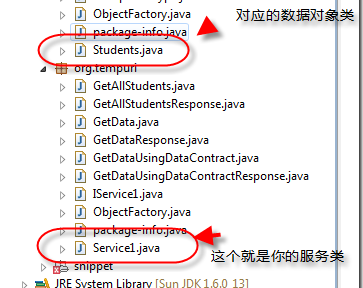 ObjectFactory.java
对应的数据对象类
package-info.java
Students.java
org.tempuri
GetAllStudents.java
GetAllStudentsResponse.java
GetData.java
GetDataResponse.java
GetDataUsingDataContract.java
GetDataUsingDataContractResponse.java
IService1.java
ObjectFactory.java
package-info.java
Service1.java
这个就是你的服务类
snippet
JRE System Library [Sun JDK 1.6.0_13]